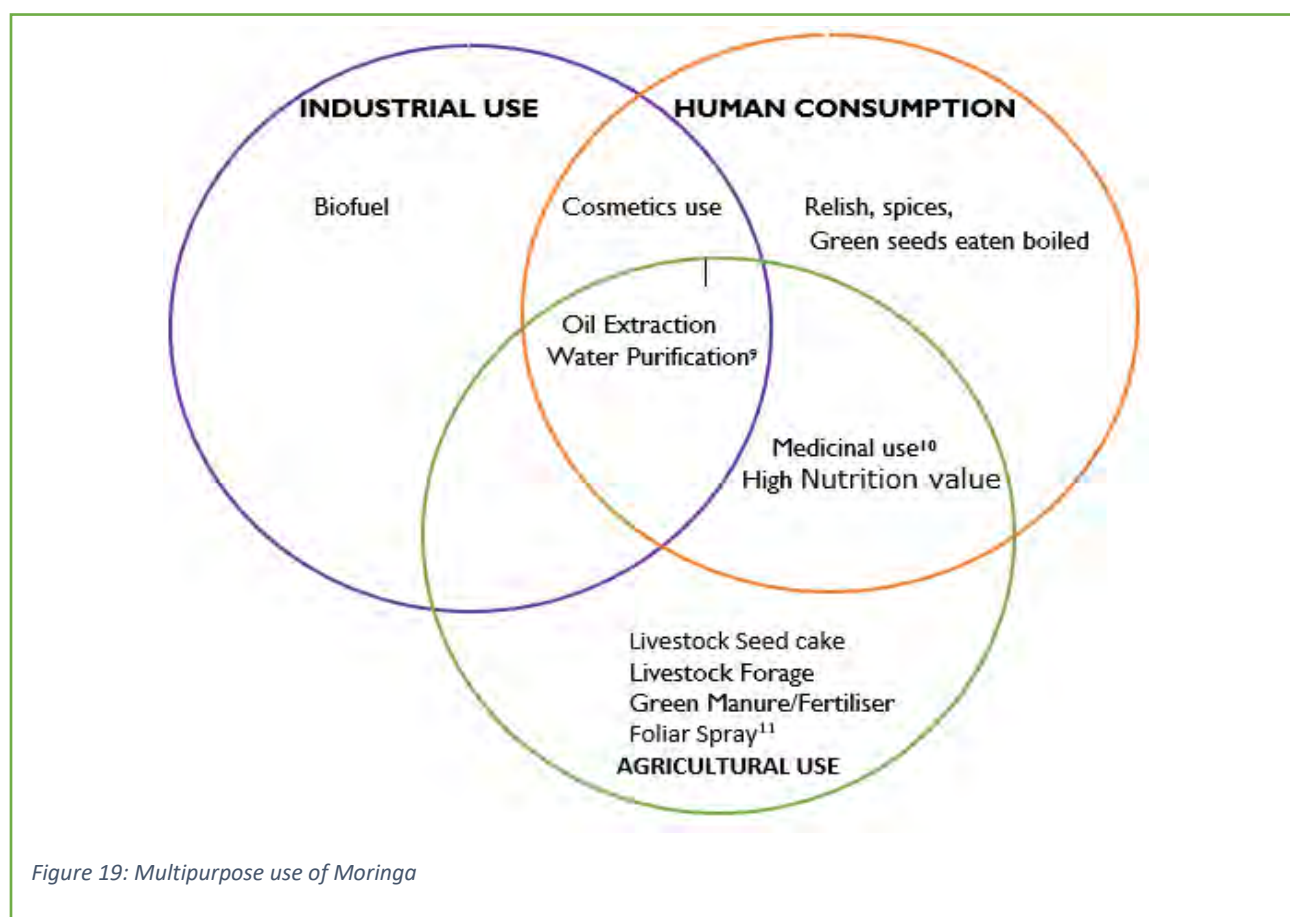 INDUSTRIAL USE
HUMAN CONSUMPTION
Biofuel
Cosmetics use
Relish, spices,
Green seeds eaten boiled
Oil Extraction
Water Purification⁹
Medicinal use¹⁰
High Nutrition value
Livestock Seed cake
Livestock Forage
Green Manure/Fertiliser
Foliar Spray¹¹
AGRICULTURAL USE
Figure 19: Multipurpose use of Moringa